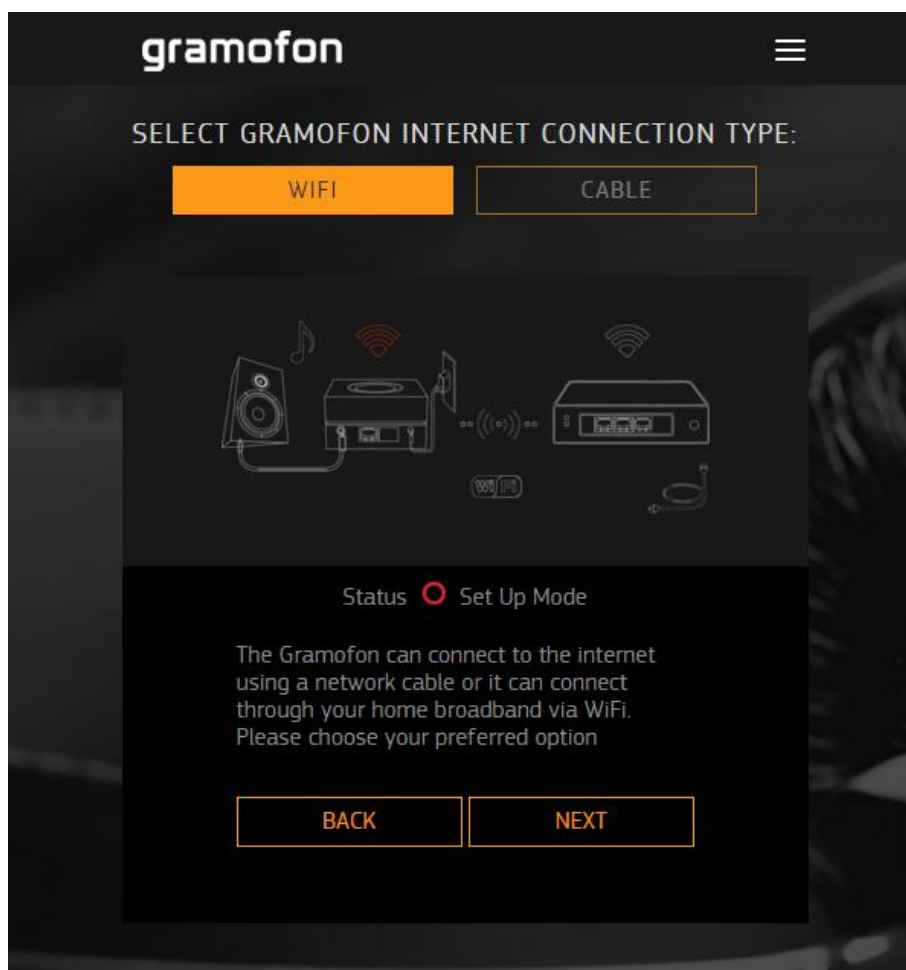 gramofon
SELECT GRAMOFON INTERNET CONNECTION TYPE:
WIFI
CABLE
Wi Fi
Status Set Up Mode
The Gramofon can connect to the internet
using a network cable or it can connect
through your home broadband via WiFi.
Please choose your preferred option
BACK
NEXT